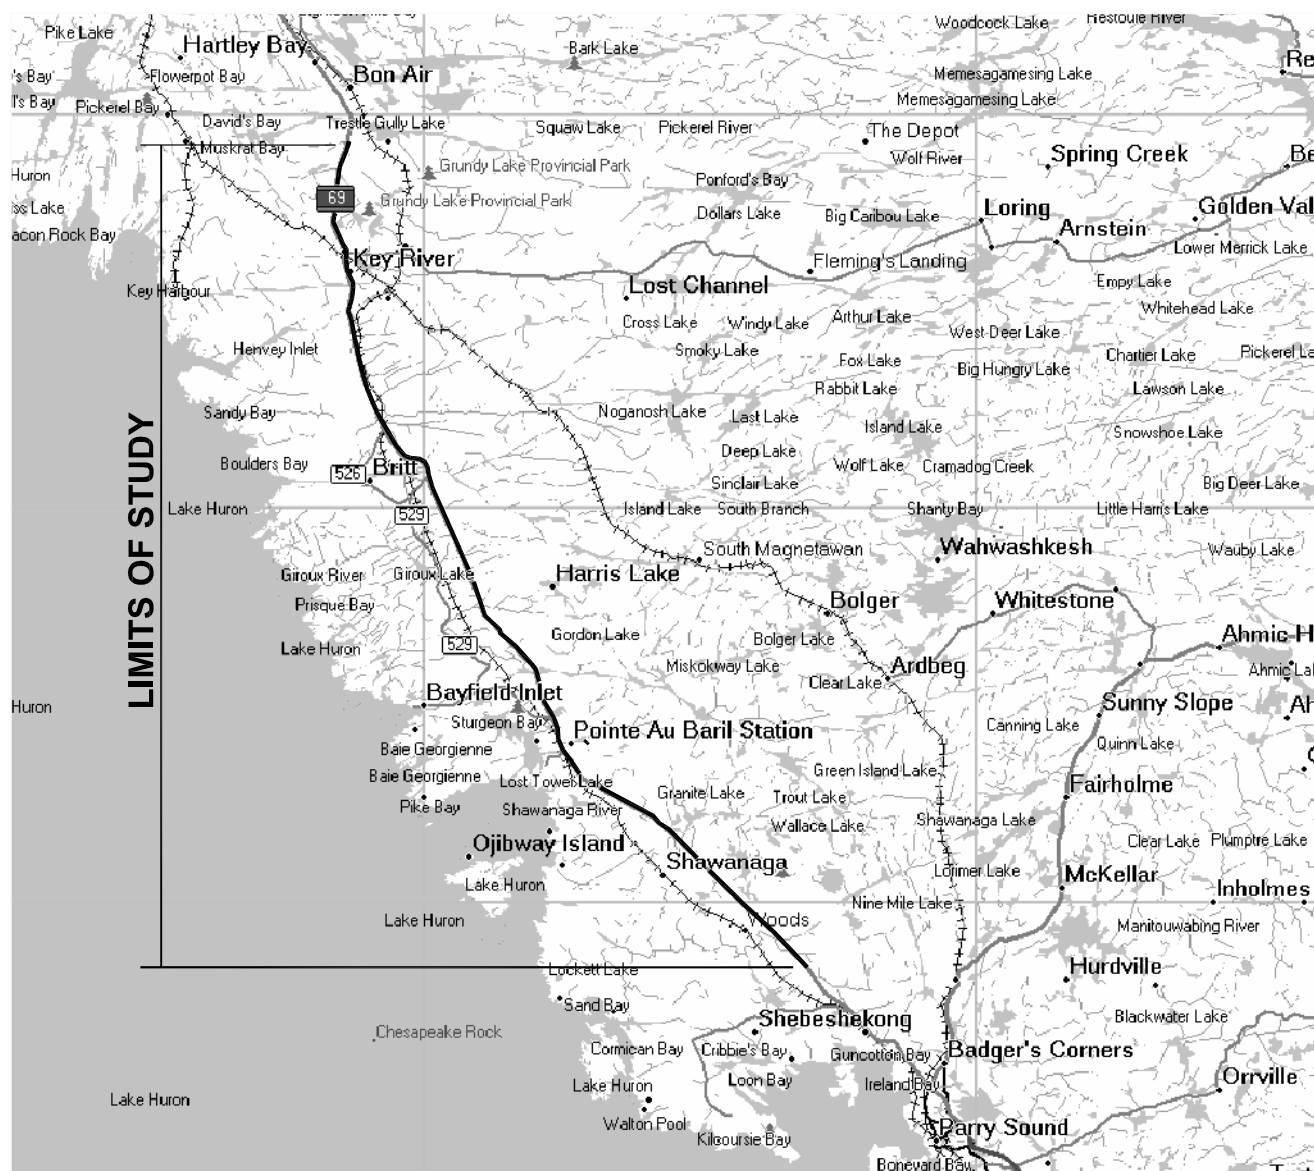 Woodcock Lake
Restoule River
Pike Lake
Hartley Bay
Bark Lake
Flowerpot Bay
Bon Air
Memesagamesing Lake
Re
's Bay
l's Bay
Pickerel Bay
Memesagamesing Lake
David's Bay
Trestle Gully Lake
Squaw Lake
Pickerel River
The Depot
Muskrat Bay
Wolf River
Spring Creek
Be
Huron
Grundy Lake Provincial Park
Ponford's Bay
69
Grundy Lake Provincial Park
ss Lake
Dollars Lake
Big Caribou Lake
Loring
Golden Val
acon Rock Bay
Arnstein
Lower Merrick Lake
Key River
Fleming's Landing
Key Harbour
Lost Channel
Empy Lake
Whitehead Lake
Cross Lake
Windy Lake
Arthur Lake
West Deer Lake
Henvey Inlet
Smoky Lake
Fox Lake
Big Hungry Lake
Chartier Lake
Pickerel La
Rabbit Lake
Lawson Lake
Sandy Bay
Noganosh Lake
Last Lake
Island Lake
Snowshoe Lake
LIMITS OF STUDY
Boulders Bay
526
Britt
Deep Lake
Wolf Lake
Cramadog Creek
Sinclair Lake
Big Deer Lake
Lake Huron
529
Island Lake
South Branch
Shanty Bay
Little Harris Lake
South Magnetawan
Wahwashkesh
Wauby Lake
Giroux River
Giroux Lake
Harris Lake
Prisque Bay
Bolger
Whitestone
529
Gordon Lake
Bolger Lake
Ahmic H
Lake Huron
Miskokway Lake
Ardbeg
Ahmic Lal
Clear Lake
Bayfield Inlet
Sunny Slope
Ah
Huron
Sturgeon Bay
Pointe Au Baril Station
Canning Lake
Quinn Lake
Baie Georgienne
Baie Georgienne
Lost Tower Lake
Green Island Lake
Fairholme
Pike Bay
Shawanaga River
Granite Lake
Trout Lake
Wallace Lake
Shawanaga Lake
Clear Lake
Plumptre Lake
Ojibway Island
Shawanaga
Lorimer Lake
McKellar
Lake Huron
Nine Mile Lake
Inholmes
Lake Huron
Woods
Manitouwabing River
Lockett Lake
Hurdville
Sand Bay
Chesapeake Rock
Shebeshekong
Blackwater Lake
Cormican Bay
Cribbie's Bay
Guncotton Bay
Badger's Corners
Lake Huron
Loon Bay
Ireland Bay
Orrville
Lake Huron
Walton Pool
Kilcoursie Bay
Parry Sound
Boneyard Bay